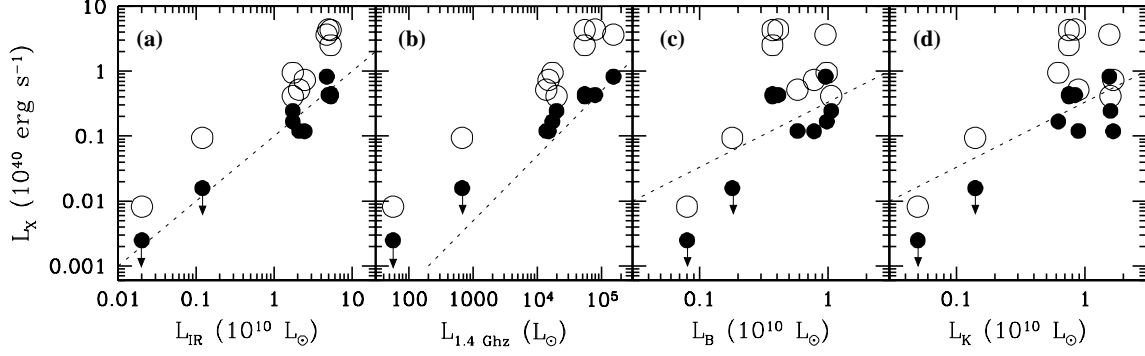 10
1
0.1
0.01
0.001
L_X (10^40 erg s^−1)
(a)
(b)
(c)
(d)
0.01 0.1 1 10
100 1000 10^4 10^5
0.1 1
0.1 1
L_IR (10^10 L_⊙)
L_1.4 Ghz (L_⊙)
L_B (10^10 L_⊙)
L_K (10^10 L_⊙)